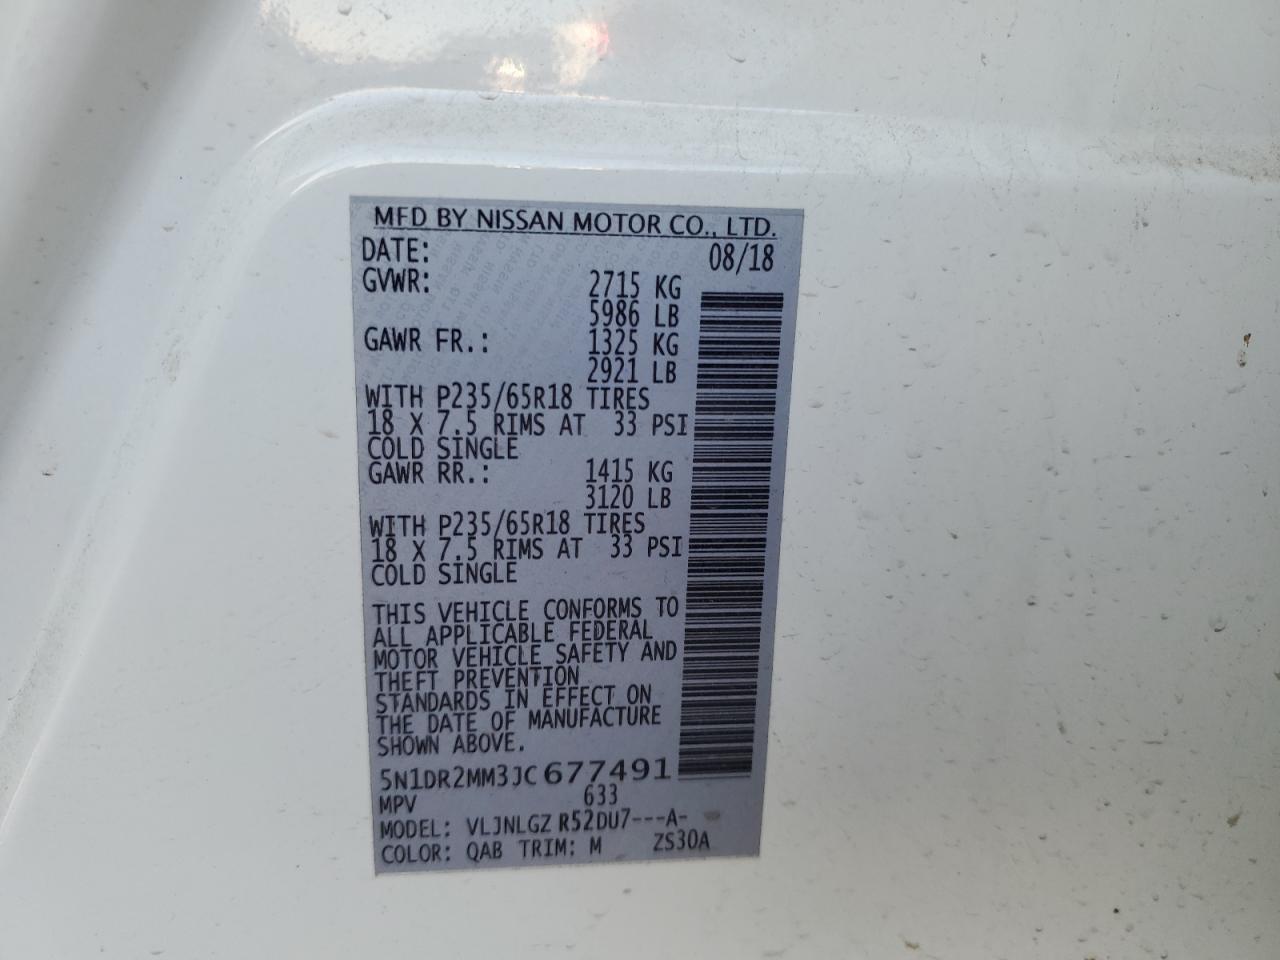 MFD BY NISSAN MOTOR CO., LTD.
DATE: 08/18
GVWR: 2715 KG
5986 LB
GAWR FR.: 1325 KG
2921 LB
WITH P235/65R18 TIRES
18 X 7.5 RIMS AT 33 PSI
COLD SINGLE
GAWR RR.: 1415 KG
3120 LB
WITH P235/65R18 TIRES
18 X 7.5 RIMS AT 33 PSI
COLD SINGLE
THIS VEHICLE CONFORMS TO
ALL APPLICABLE FEDERAL
MOTOR VEHICLE SAFETY AND
THEFT PREVENTION
STANDARDS IN EFFECT ON
THE DATE OF MANUFACTURE
SHOWN ABOVE.
5N1DR2MM3JC677491
MPV 633
MODEL: VLJNLGZ R52DU7---A-
COLOR: QAB TRIM: M ZS30A